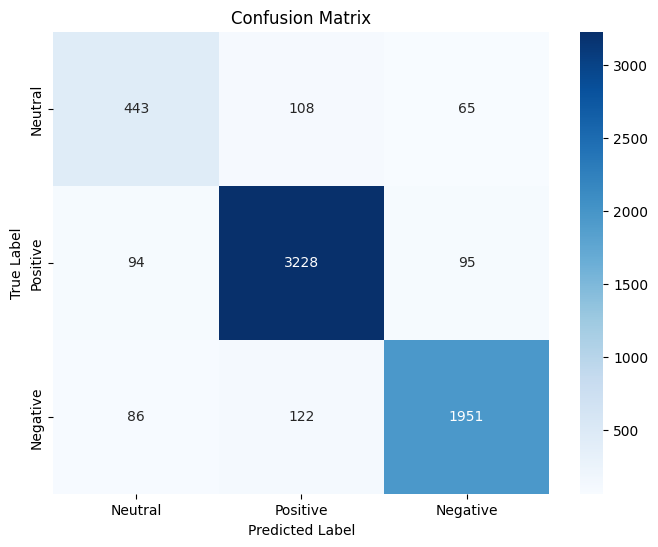 Confusion Matrix
Neutral 443 108 65
Positive 94 3228 95
Negative 86 122 1951
True Label
Neutral Positive Negative
Predicted Label
3000
2500
2000
1500
1000
500